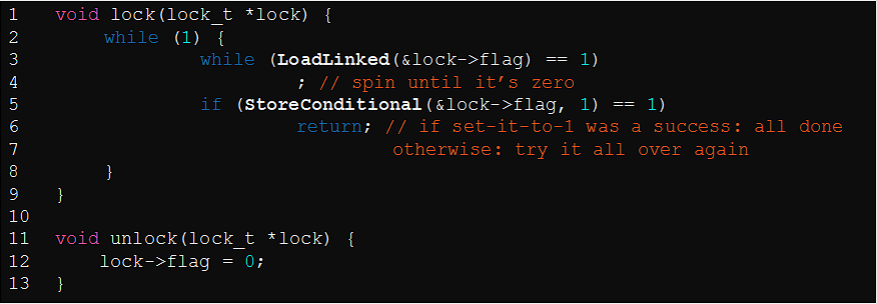 1 void lock(lock_t *lock) {
2 while (1) {
3 while (LoadLinked(&lock->flag) == 1)
4 ; // spin until it’s zero
5 if (StoreConditional(&lock->flag, 1) == 1)
6 return; // if set-it-to-1 was a success: all done
7 otherwise: try it all over again
8 }
9 }
10
11 void unlock(lock_t *lock) {
12 lock->flag = 0;
13 }